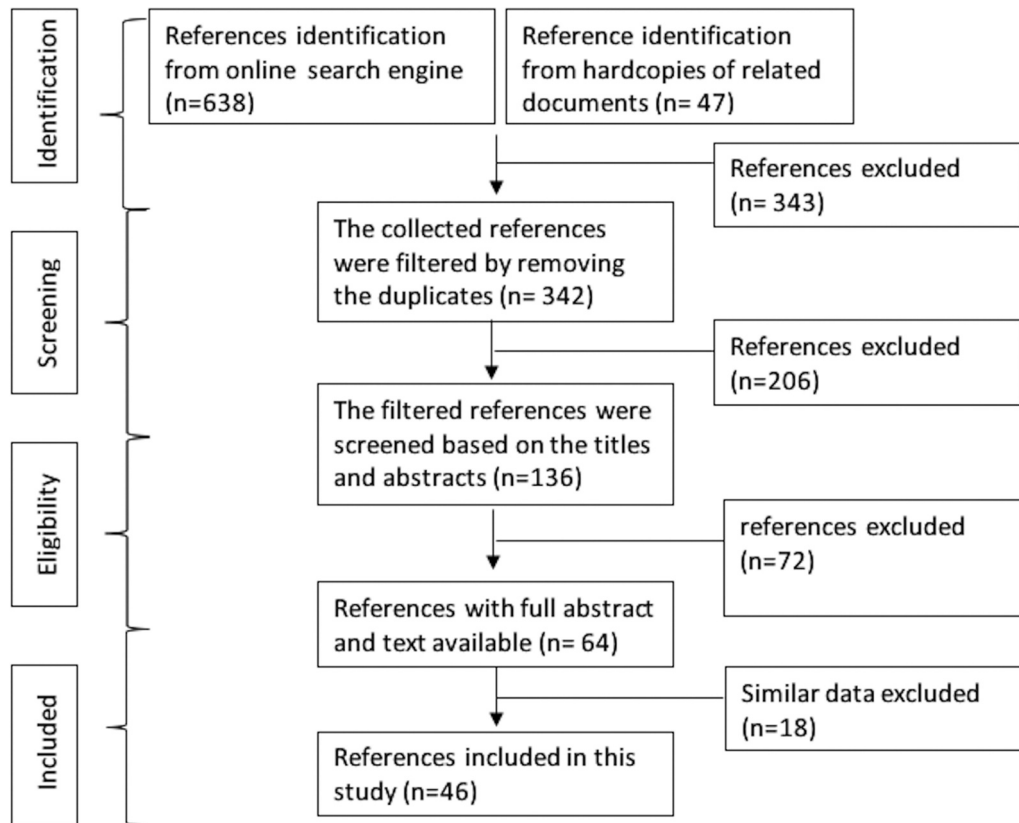 Identification
References identification
from online search engine
(n=638)
Reference identification
from hardcopies of related
documents (n= 47)
References excluded
(n= 343)
Screening
The collected references
were filtered by removing
the duplicates (n= 342)
References excluded
(n=206)
The filtered references were
screened based on the titles
and abstracts (n=136)
Eligibility
references excluded
(n=72)
References with full abstract
and text available (n= 64)
Included
Similar data excluded
(n=18)
References included in this
study (n=46)